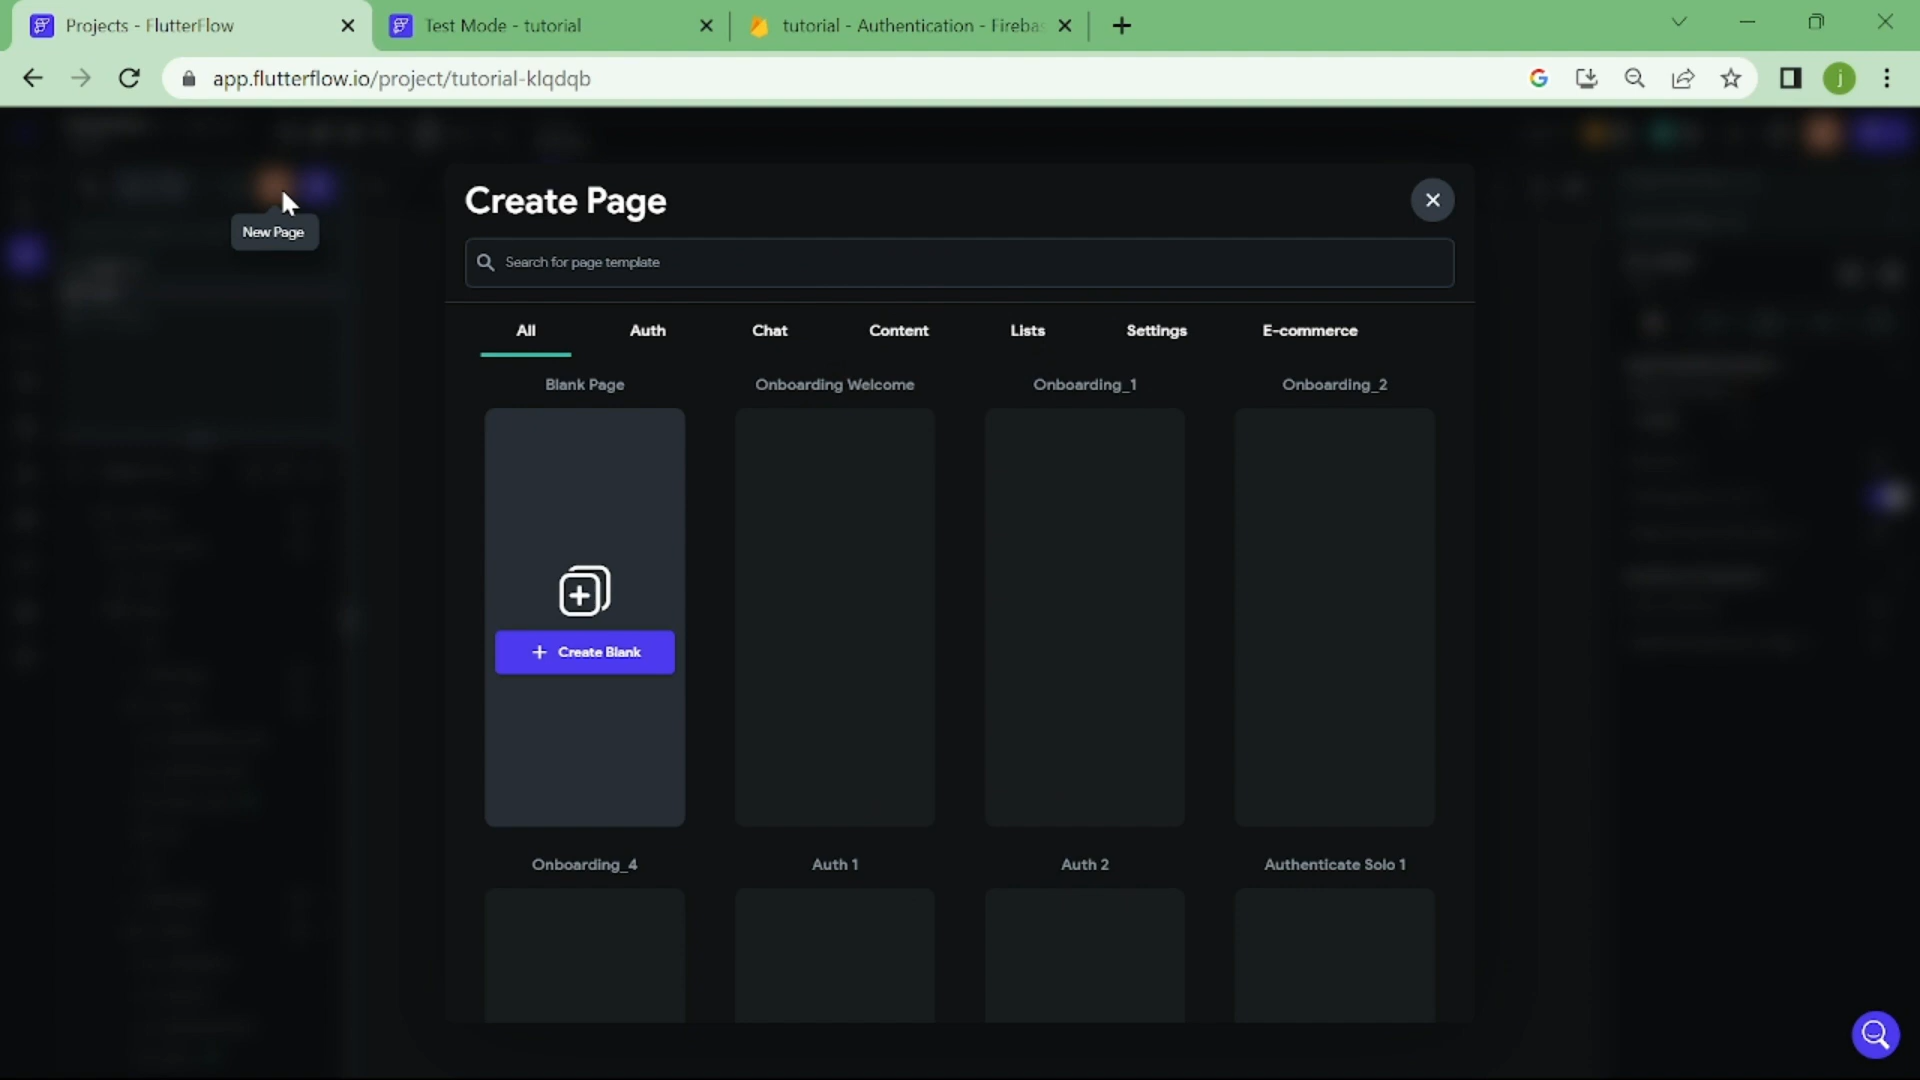 Projects - FlutterFlow
Test Mode - tutorial
tutorial - Authentication - Firebas
app.flutterflow.io/project/tutorial-klqdqb
New Page
Create Page
Search for page template
All Auth Chat Content Lists Settings E-commerce
Blank Page Onboarding Welcome Onboarding_1 Onboarding_2
+ Create Blank
Onboarding_4 Auth 1 Auth 2 Authenticate Solo 1
j